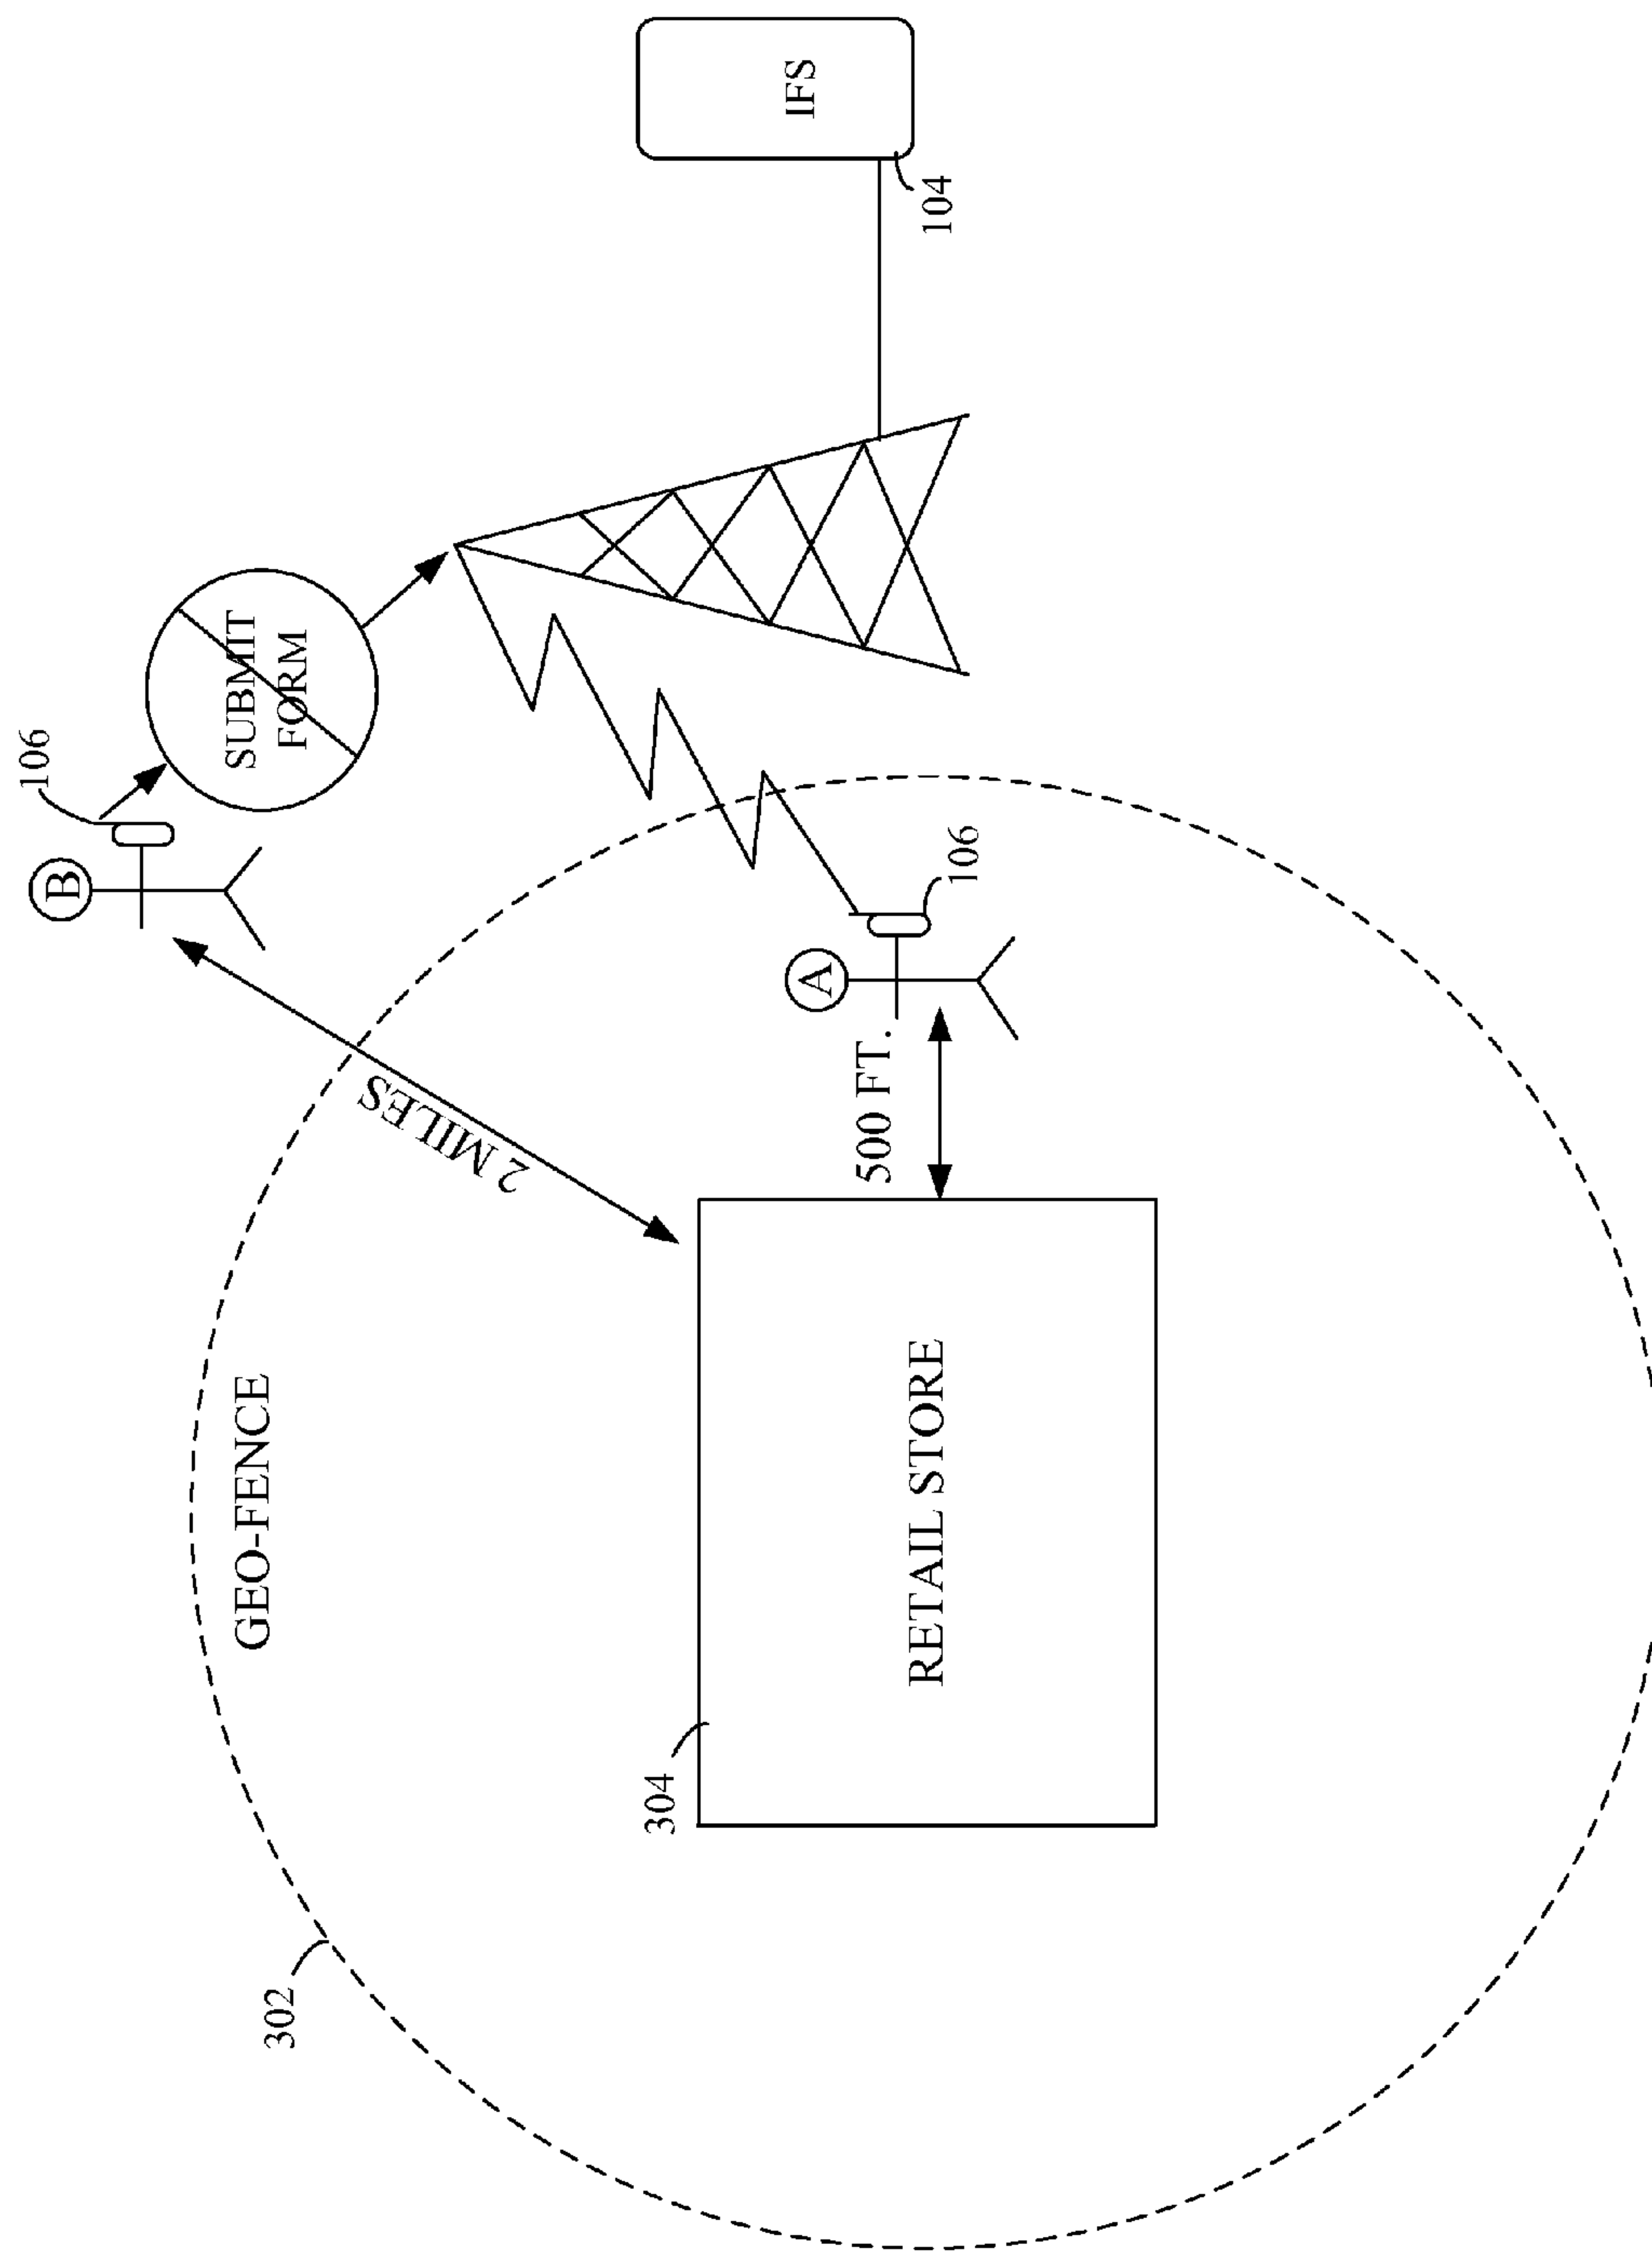 302
GEO-FENCE
304
RETAIL STORE
2 MILES
500 FT.
A
106
B
106
SUBMIT
FORM
IFS
104